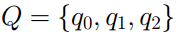 Q = {q₀, q₁, q₂}